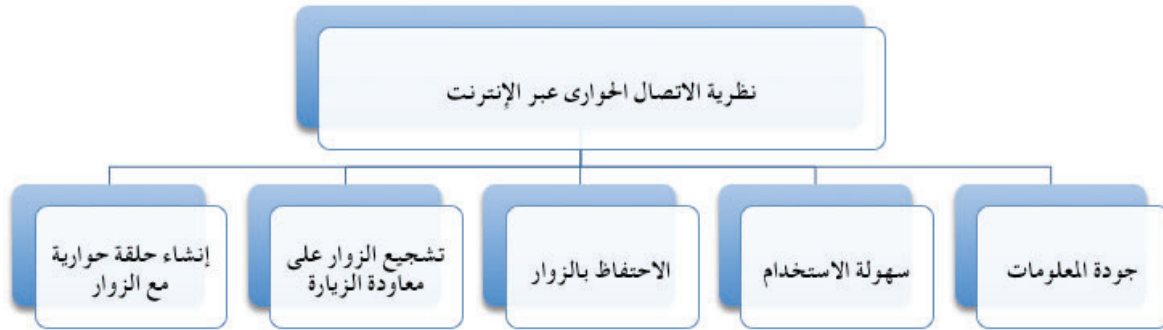 نظرية الاتصال الحوارى عبر الإنترنت
جودة المعلومات
سهولة الاستخدام
الاحتفاظ بالزوار
تشجيع الزوار على
معاودة الزيارة
إنشاء حلقة حوارية
مع الزوار